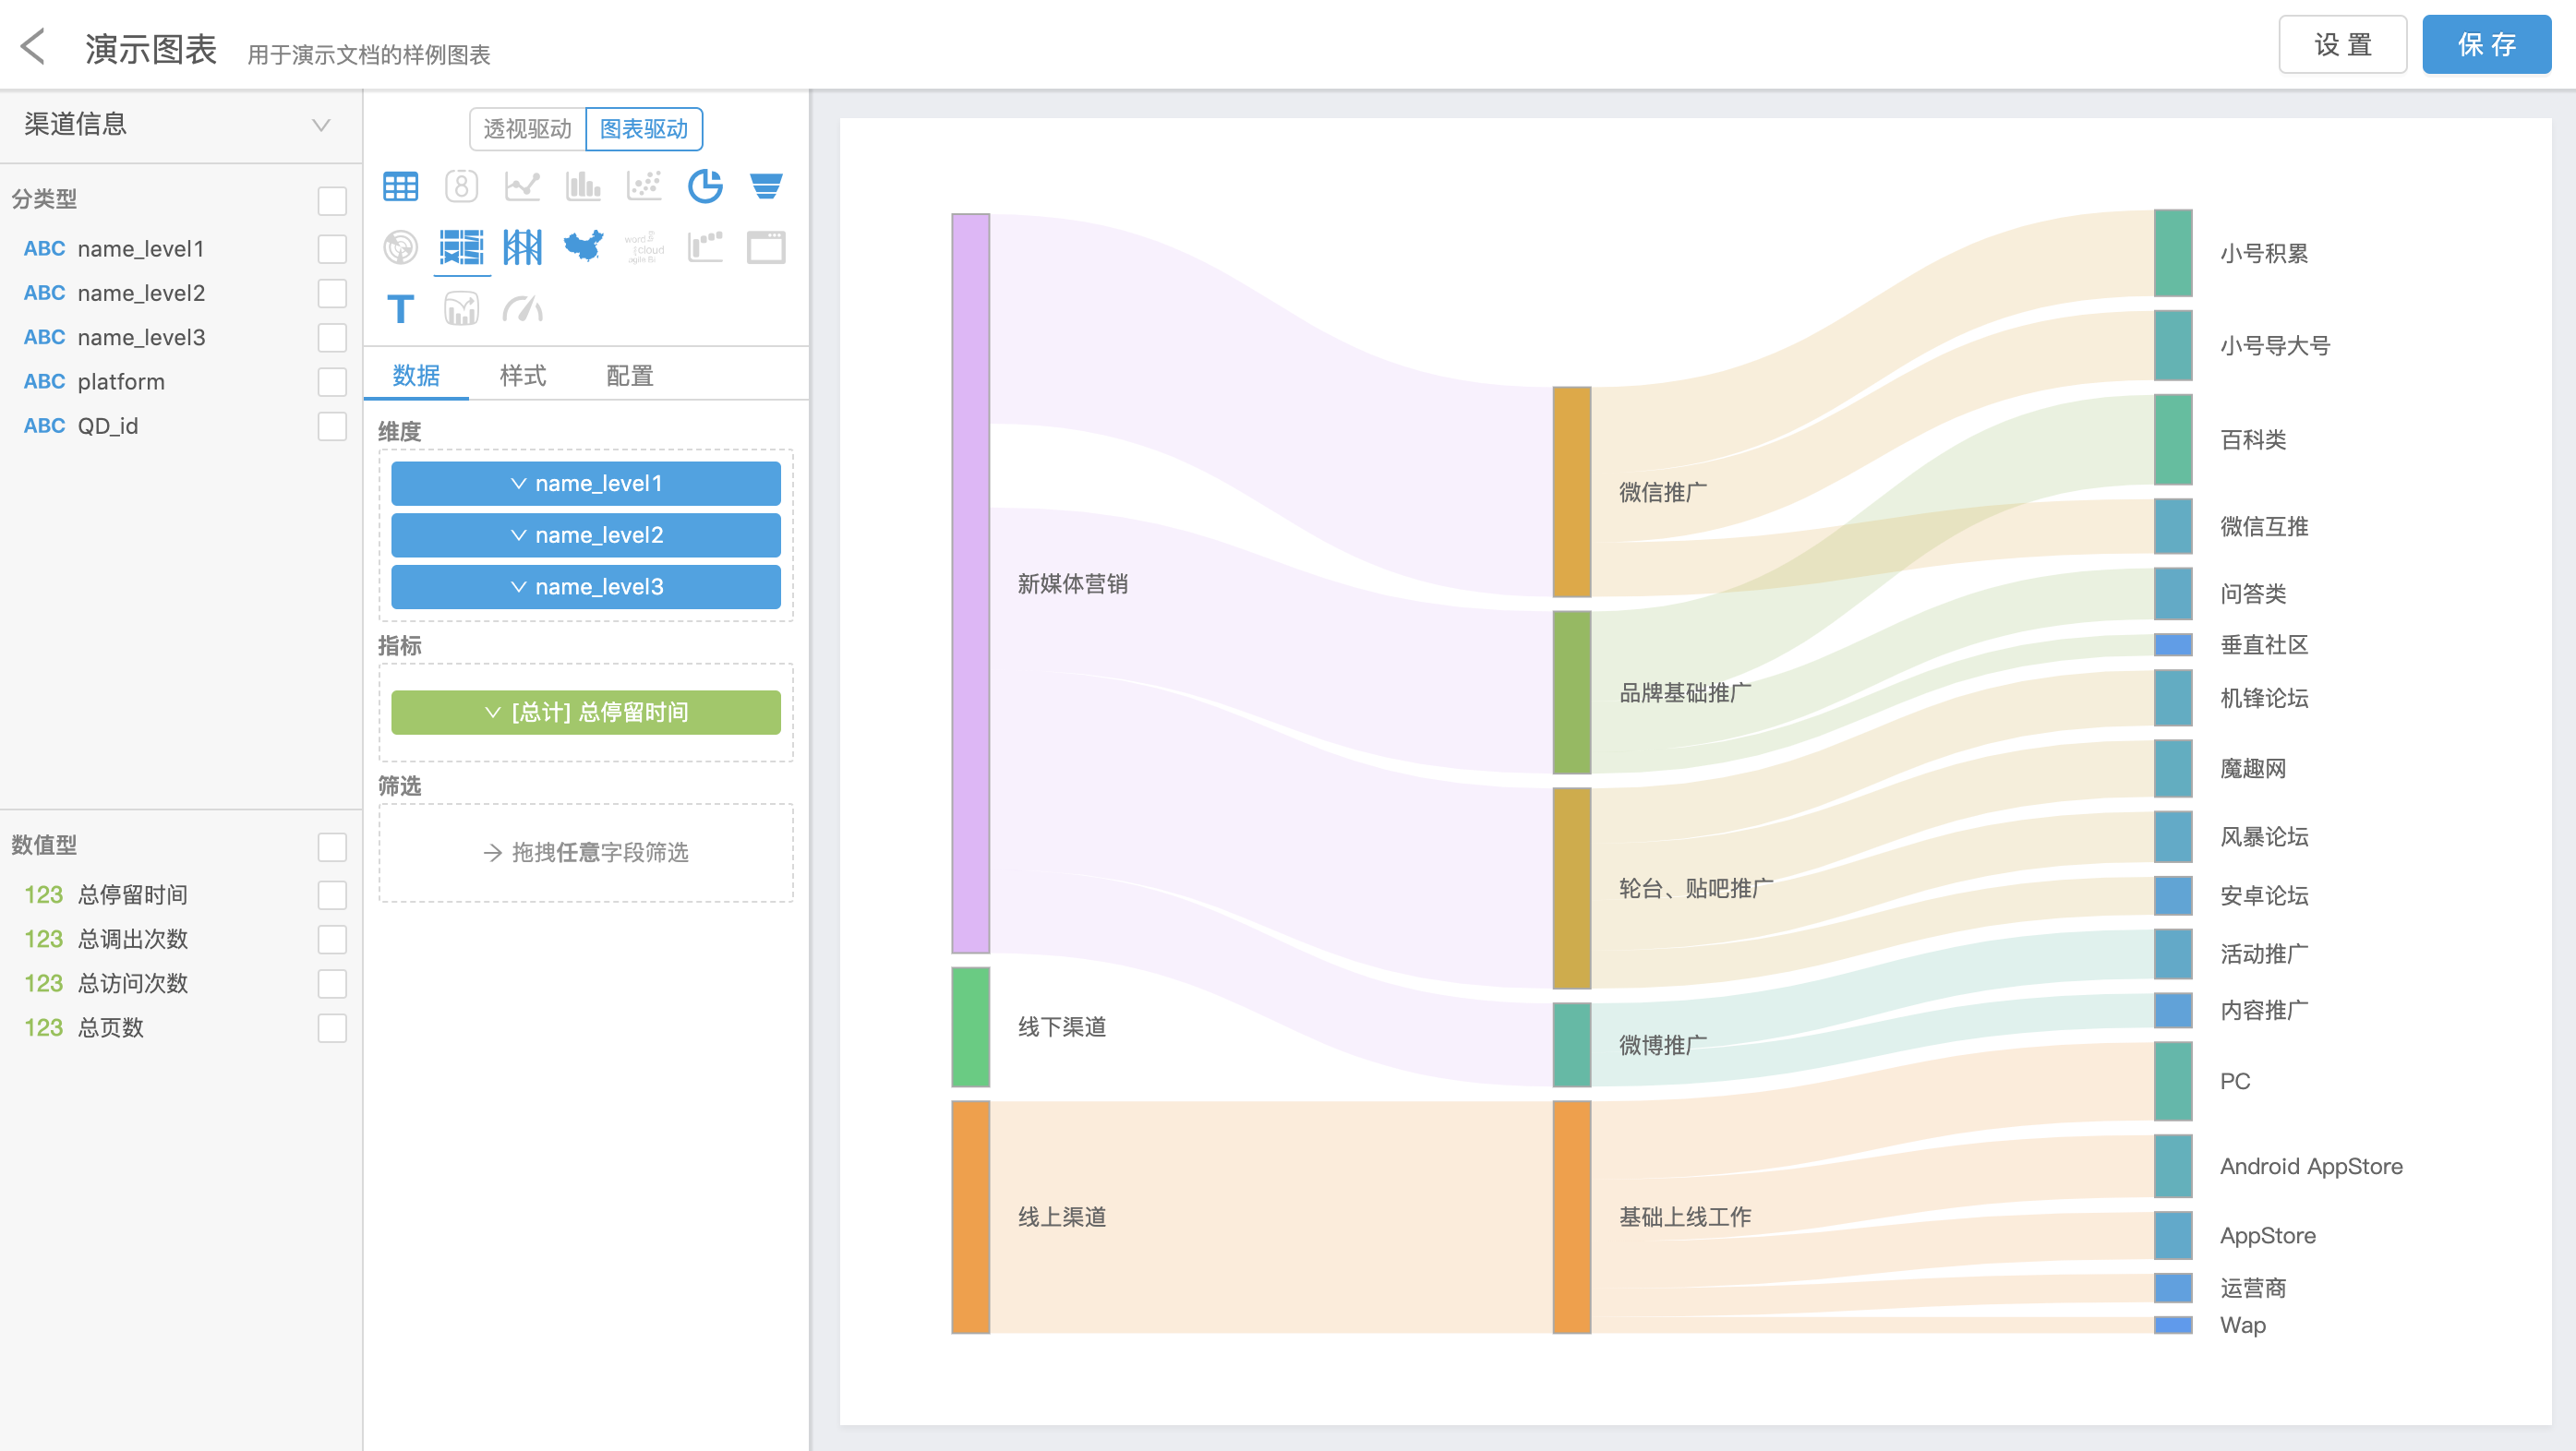 演示图表 用于演示文档的样例图表
设置
保存
渠道信息
分类型
ABC name_level1
ABC name_level2
ABC name_level3
ABC platform
ABC QD_id
数值型
123 总停留时间
123 总调出次数
123 总访问次数
123 总页数
透视驱动 图表驱动
8
word
cloud
agile BI
T
数据 样式 配置
维度
name_level1
name_level2
name_level3
指标
[总计] 总停留时间
筛选
拖拽任意字段筛选
新媒体营销
线下渠道
线上渠道
微信推广
品牌基础推广
轮台、贴吧推广
微博推广
基础上线工作
小号积累
小号导大号
百科类
微信互推
问答类
垂直社区
机锋论坛
魔趣网
风暴论坛
安卓论坛
活动推广
内容推广
PC
Android AppStore
AppStore
运营商
Wap